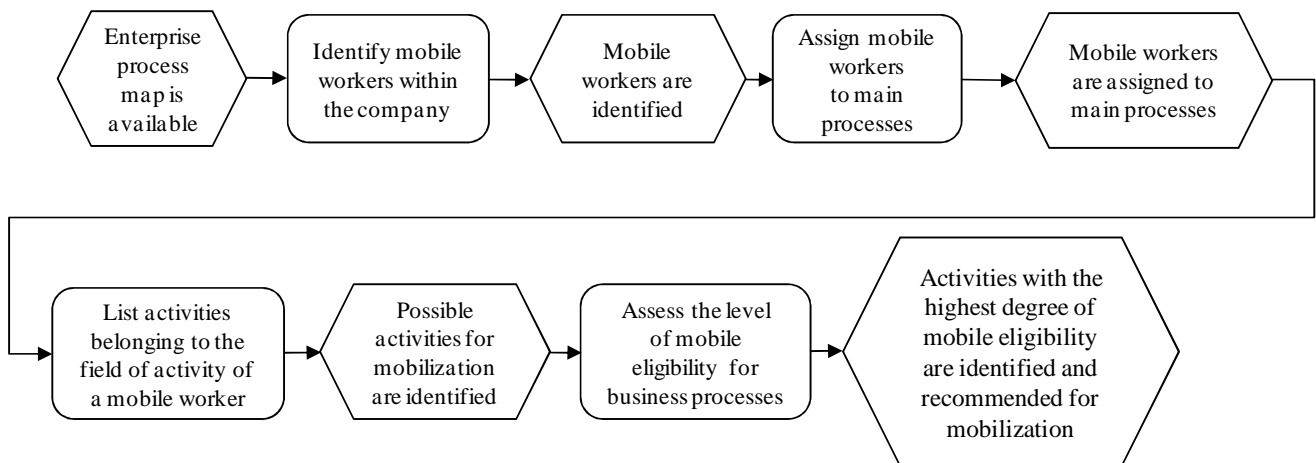 Enterprise
process
map is
available
Identify mobile
workers within
the company
Mobile
workers are
identified
Assign mobile
workers
to main
processes
Mobile workers
are assigned to
main processes
List activities
belonging to the
field of activity of
a mobile worker
Possible
activities for
mobilization
are identified
Assess the level
of mobile
eligibility for
business processes
Activities with the
highest degree of
mobile eligibility
are identified and
recommended for
mobilization